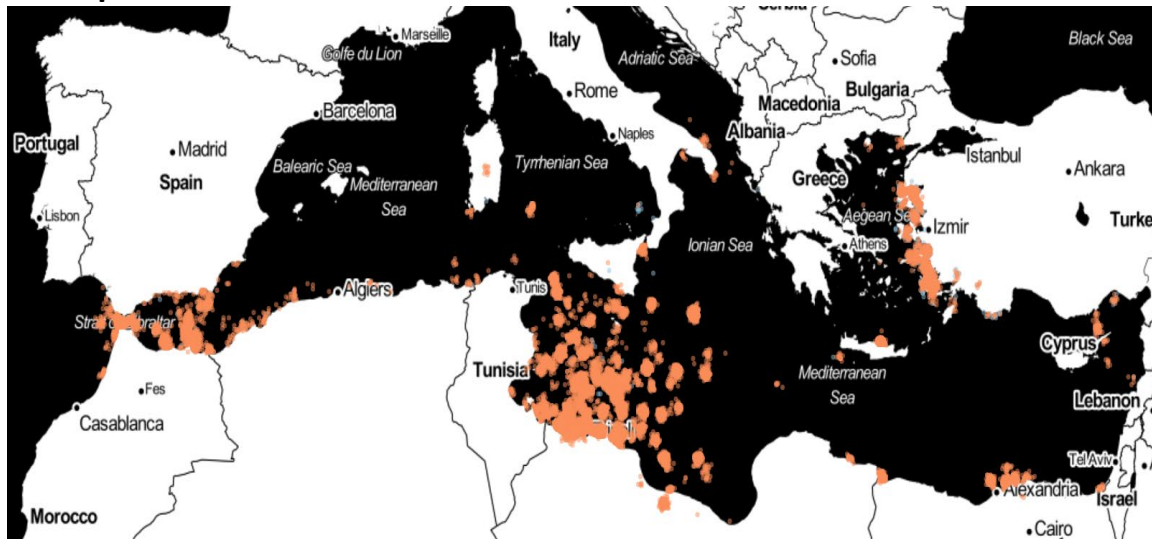 Serbia
Marseille
Italy
Golfe du Lion
Adriatic Sea
Black Sea
Sofia
Bulgaria
Rome
Macedonia
Barcelona
Albania
Naples
Istanbul
Portugal
Madrid
Balearic Sea
Tyrrhenian Sea
Ankara
Spain
Mediterranean
Sea
Greece
Lisbon
Aegean Se
Izmir
Turke
Ionian Sea
Athens
Tunis
Algiers
Strait of Gibraltar
Cyprus
Tunisia
Mediterranean
Sea
Fes
Lebanon
Casablanca
Tel Aviv
Alexandria
Israel
Morocco
Cairo